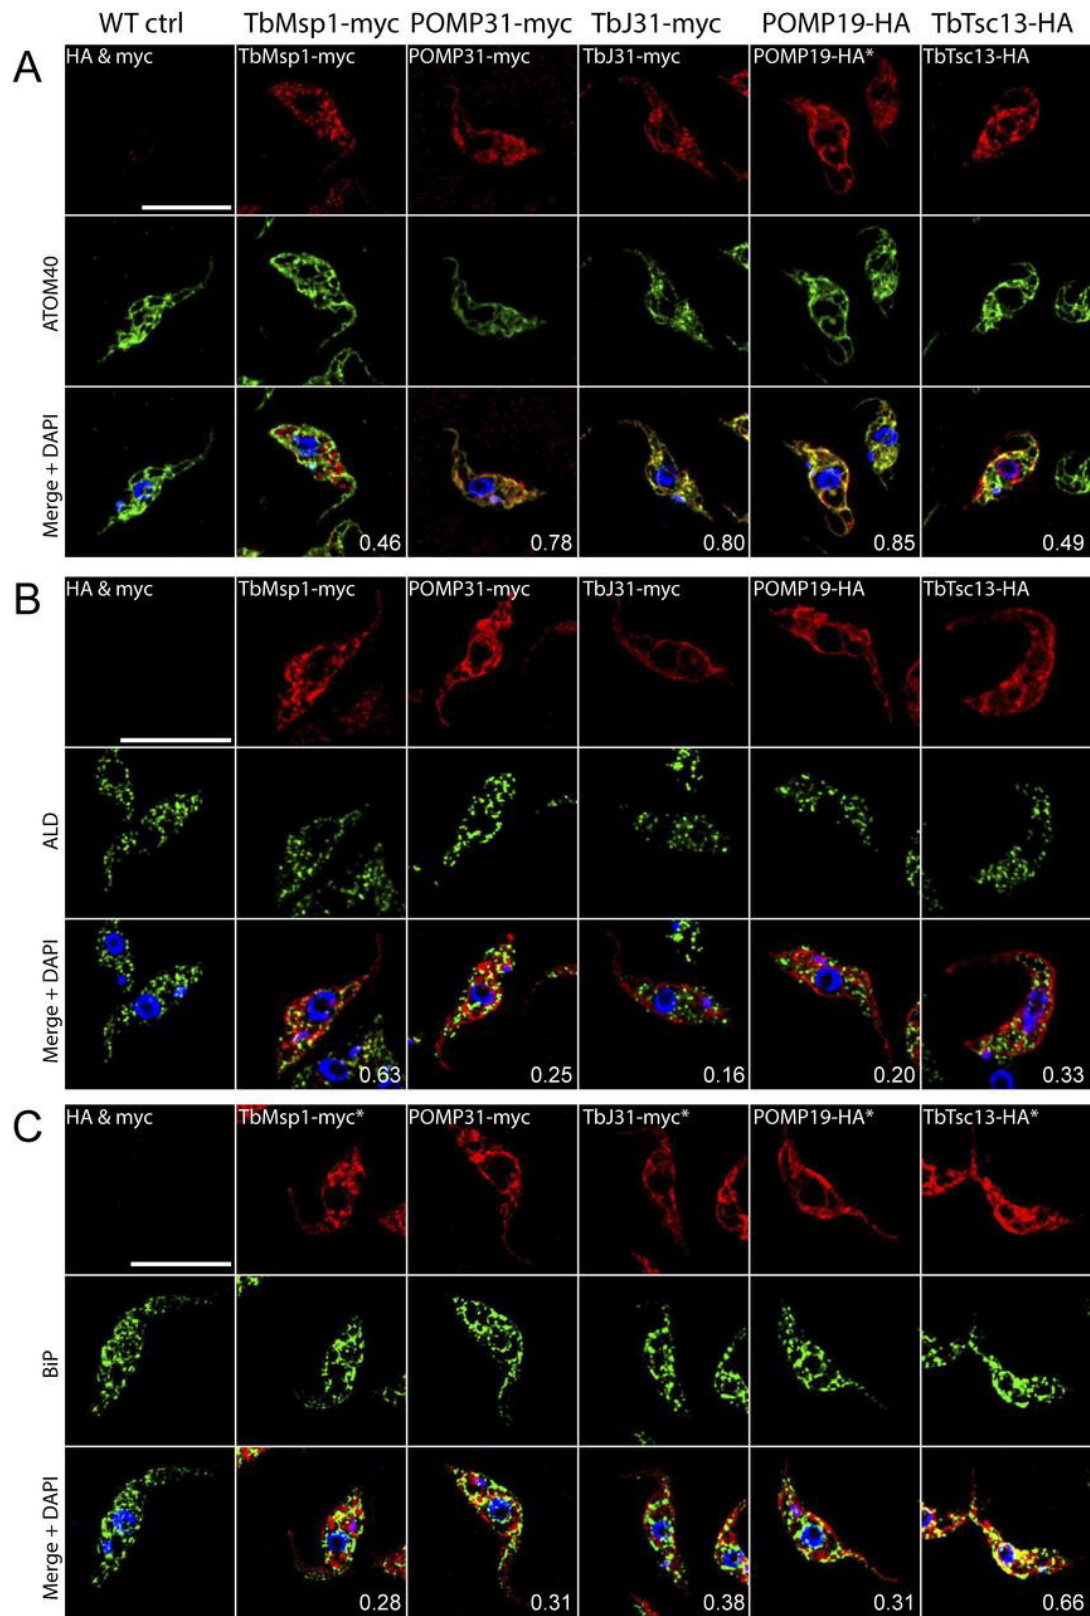 WT ctrl TbMsp1-myc POMP31-myc TbJ31-myc POMP19-HA TbTsc13-HA
A
HA & myc TbMsp1-myc POMP31-myc TbJ31-myc POMP19-HA* TbTsc13-HA
ATOM40
Merge + DAPI
0.46 0.78 0.80 0.85 0.49
B
HA & myc TbMsp1-myc POMP31-myc TbJ31-myc POMP19-HA TbTsc13-HA
ALD
Merge + DAPI
0.63 0.25 0.16 0.20 0.33
C
HA & myc TbMsp1-myc* POMP31-myc TbJ31-myc* POMP19-HA* TbTsc13-HA*
BiP
Merge + DAPI
0.28 0.31 0.38 0.31 0.66